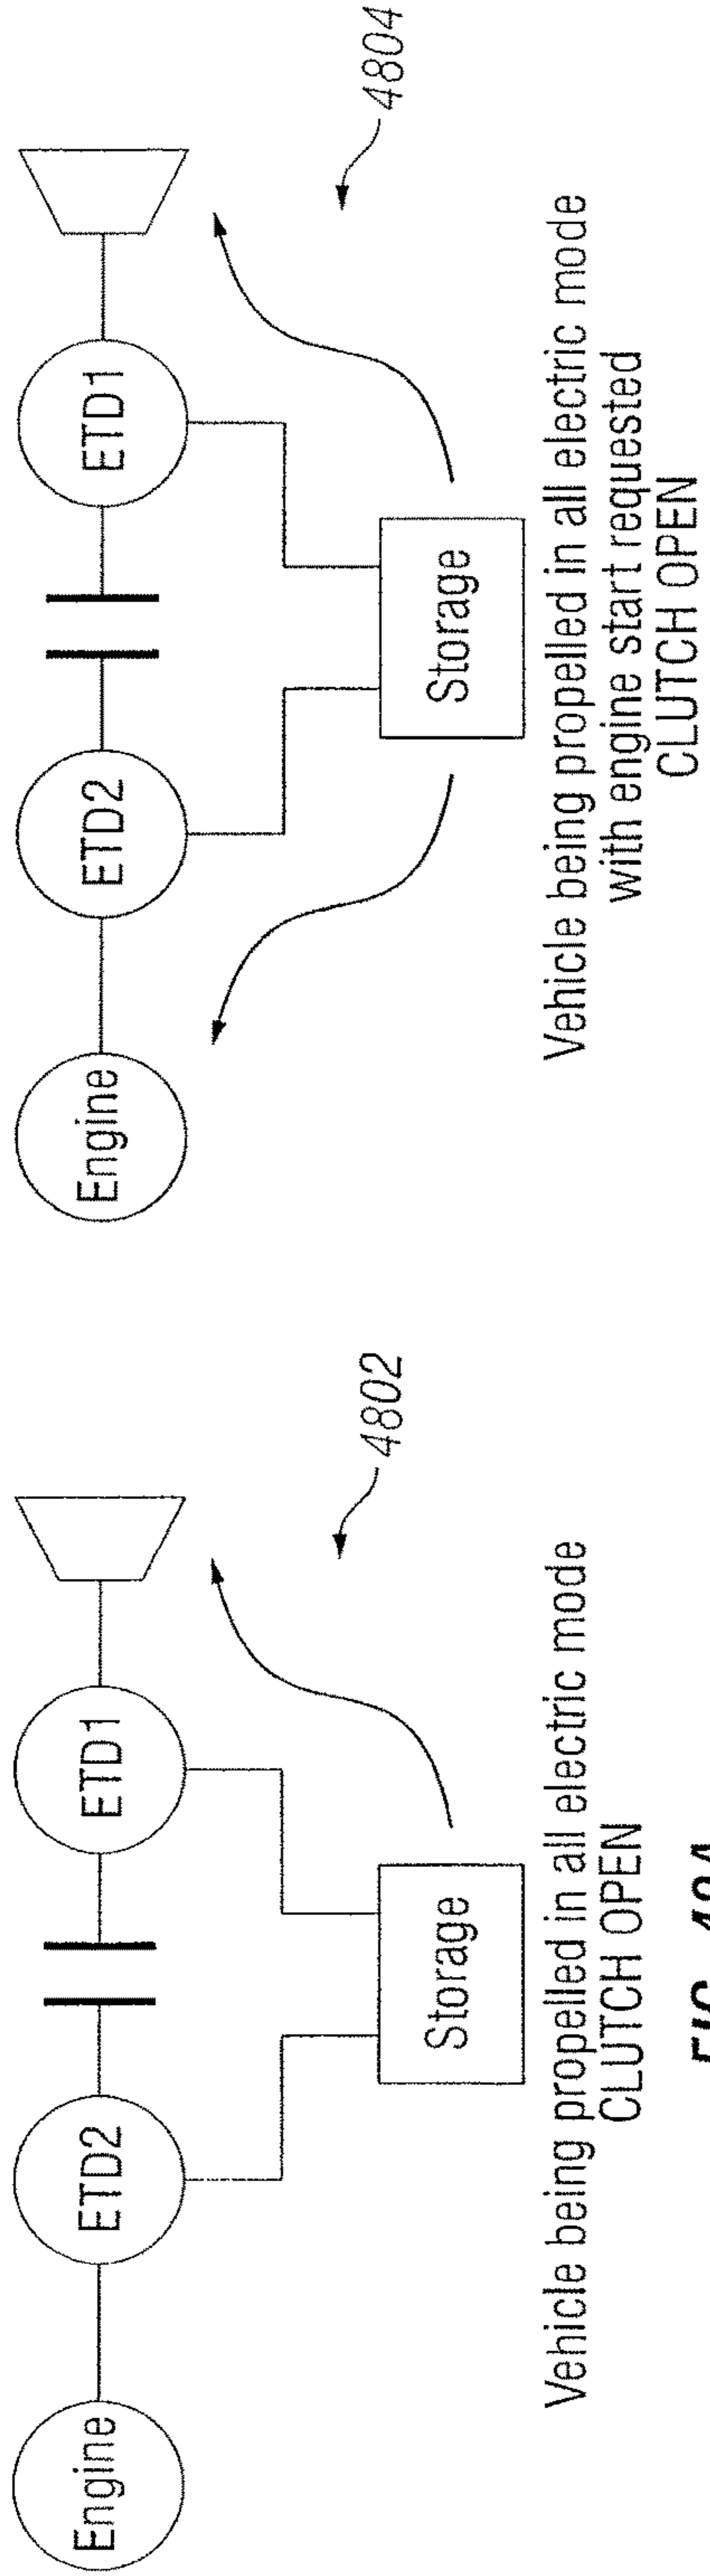 Engine
ETD2
ETD1
Storage
4802
Vehicle being propelled in all electric mode
CLUTCH OPEN
Engine
ETD2
ETD1
Storage
4804
Vehicle being propelled in all electric mode
with engine start requested
CLUTCH OPEN